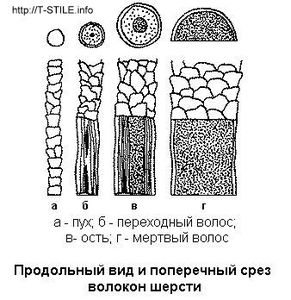 http://T-STILE.info
а б в г
а - пух; б - переходный волос;
в- ость; г - мертвый волос
Продольный вид и поперечный срез
волокон шерсти